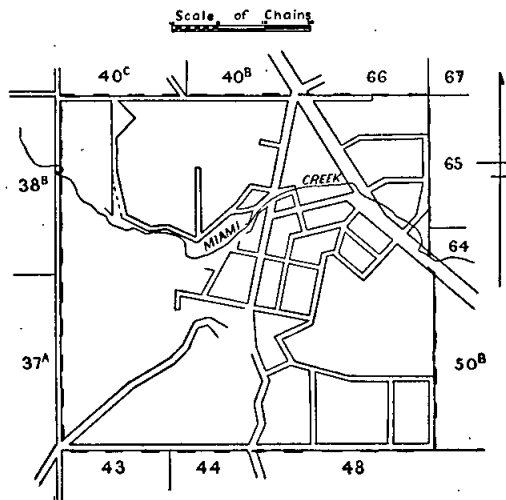 Scale of Chains
40C 40B 66 67
65
38B
CREEK
MIAMI
64
37A
50B
43 44 48